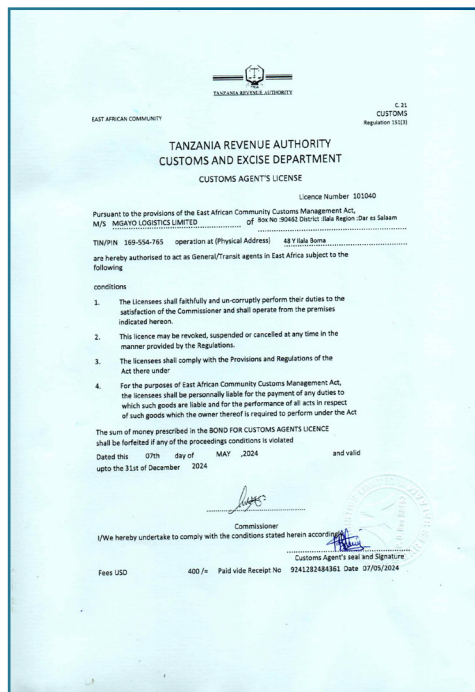 TANZANIA REVENUE AUTHORITY
C. 21
EAST AFRICAN COMMUNITY
CUSTOMS
Regulation 151(3)
TANZANIA REVENUE AUTHORITY
CUSTOMS AND EXCISE DEPARTMENT
CUSTOMS AGENT'S LICENSE
Licence Number 101040
Pursuant to the provisions of the East African Community Customs Management Act,
M/S MGAYO LOGISTICS LIMITED of Box No :90462 District :Ilala Region :Dar es Salaam
TIN/PIN 169-554-765 operation at (Physical Address) 48 Y Ilala Boma
are hereby authorised to act as General/Transit agents in East Africa subject to the
following
conditions
1. The Licensees shall faithfully and un-corruptly perform their duties to the
satisfaction of the Commissioner and shall operate from the premises
indicated hereon.
2. This licence may be revoked, suspended or cancelled at any time in the
manner provided by the Regulations.
3. The licensees shall comply with the Provisions and Regulations of the
Act there under
4. For the purposes of East African Community Customs Management Act,
the licensees shall be personnally liable for the payment of any duties to
which such goods are liable and for the performance of all acts in respect
of such goods which the owner thereof is required to perform under the Act
The sum of money prescribed in the BOND FOR CUSTOMS AGENTS LICENCE
shall be forfeited if any of the proceedings conditions is violated
Dated this 07th day of MAY ,2024 and valid
upto the 31st of December 2024
Commissioner
I/We hereby undertake to comply with the conditions stated herein accordingly
Customs Agent's seal and Signature
Fees USD 400 /= Paid vide Receipt No 9241282484361 Date 07/05/2024